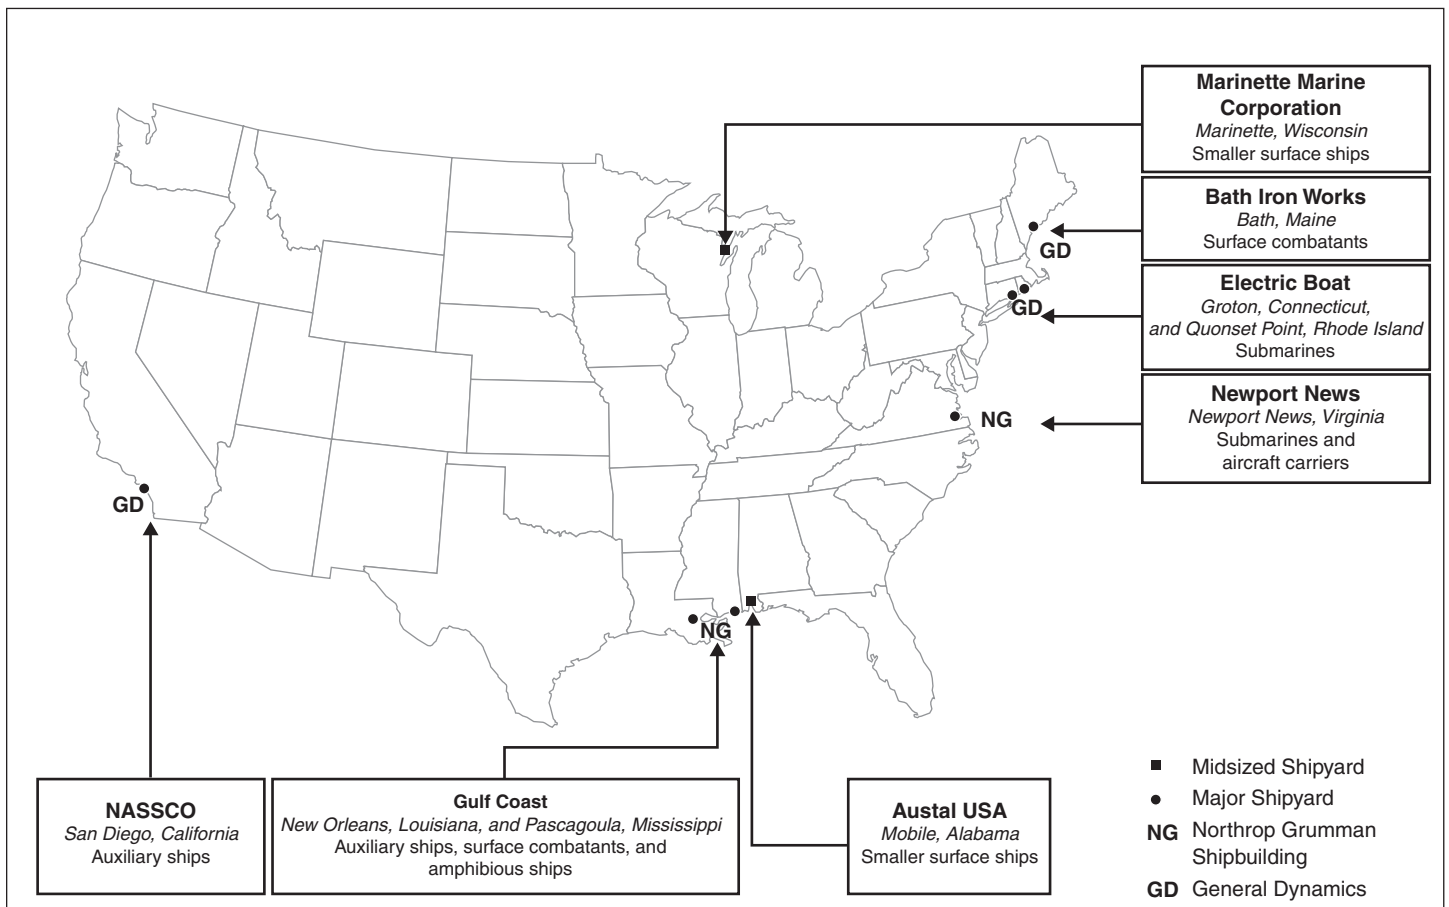 Marinette Marine
Corporation
Marinette, Wisconsin
Smaller surface ships
Bath Iron Works
Bath, Maine
Surface combatants
GD
Electric Boat
Groton, Connecticut,
and Quonset Point, Rhode Island
Submarines
GD
Newport News
Newport News, Virginia
Submarines and
aircraft carriers
NG
GD
NG
NASSCO
San Diego, California
Auxiliary ships
Gulf Coast
New Orleans, Louisiana, and Pascagoula, Mississippi
Auxiliary ships, surface combatants, and
amphibious ships
Austal USA
Mobile, Alabama
Smaller surface ships
Midsized Shipyard
Major Shipyard
NG Northrop Grumman
Shipbuilding
GD General Dynamics